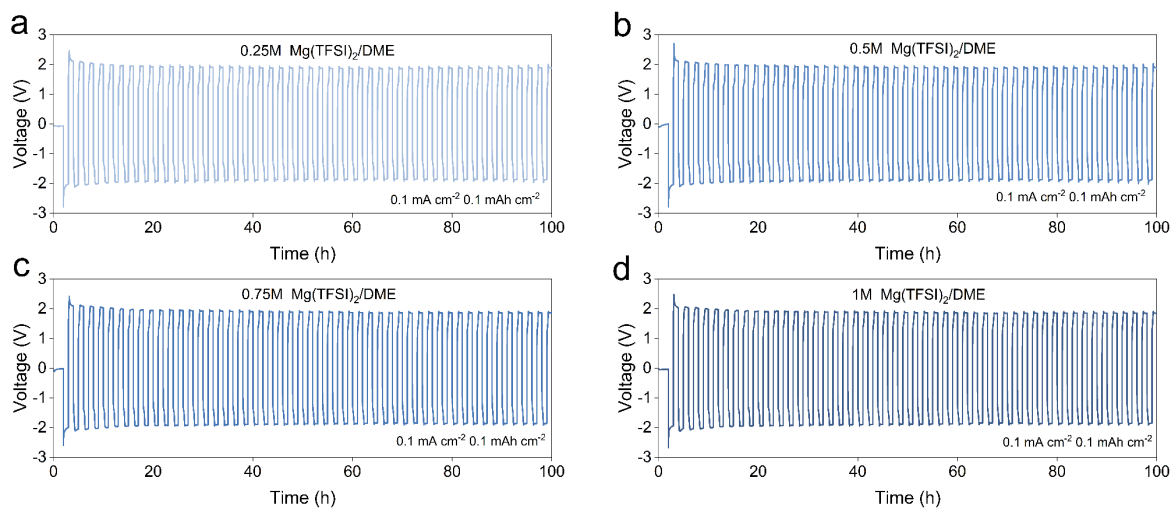 a
0.25M Mg(TFSI)₂/DME
Voltage (V)
3
2
1
0
-1
-2
-3
0.1 mA cm⁻² 0.1 mAh cm⁻²
0 20 40 60 80 100
Time (h)
b
0.5M Mg(TFSI)₂/DME
Voltage (V)
3
2
1
0
-1
-2
-3
0.1 mA cm⁻² 0.1 mAh cm⁻²
0 20 40 60 80 100
Time (h)
c
0.75M Mg(TFSI)₂/DME
Voltage (V)
3
2
1
0
-1
-2
-3
0.1 mA cm⁻² 0.1 mAh cm⁻²
0 20 40 60 80 100
Time (h)
d
1M Mg(TFSI)₂/DME
Voltage (V)
3
2
1
0
-1
-2
-3
0.1 mA cm⁻² 0.1 mAh cm⁻²
0 20 40 60 80 100
Time (h)